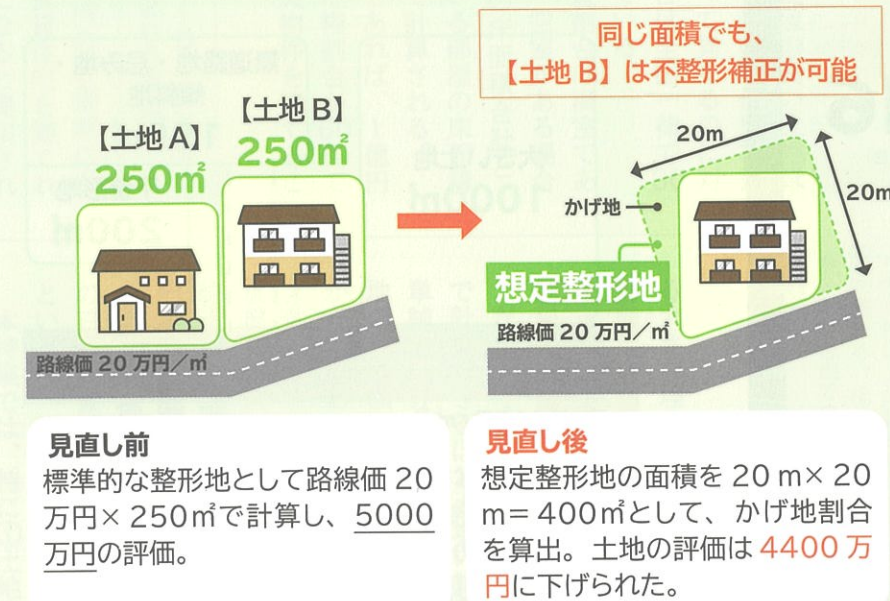 同じ面積でも、
【土地 B】は不整形補正が可能
【土地 A】
250㎡
【土地 B】
250㎡
路線価 20 万円／㎡
20m
20m
かげ地
想定整形地
路線価 20 万円／㎡
見直し前
標準的な整形地として路線価 20
万円× 250㎡で計算し、5000
万円の評価。
見直し後
想定整形地の面積を 20 m× 20
m= 400㎡として、かげ地割合
を算出。土地の評価は 4400 万
円に下げられた。